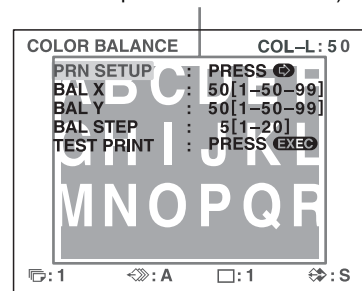 COLOR BALANCE COL–L:50
PRN SETUP : PRESS
BAL X : 50[1–50–99]
BAL Y : 50[1–50–99]
BAL STEP : 5[1–20]
TEST PRINT : PRESS EXEC
MNOPQR
:1 :A :1 :S